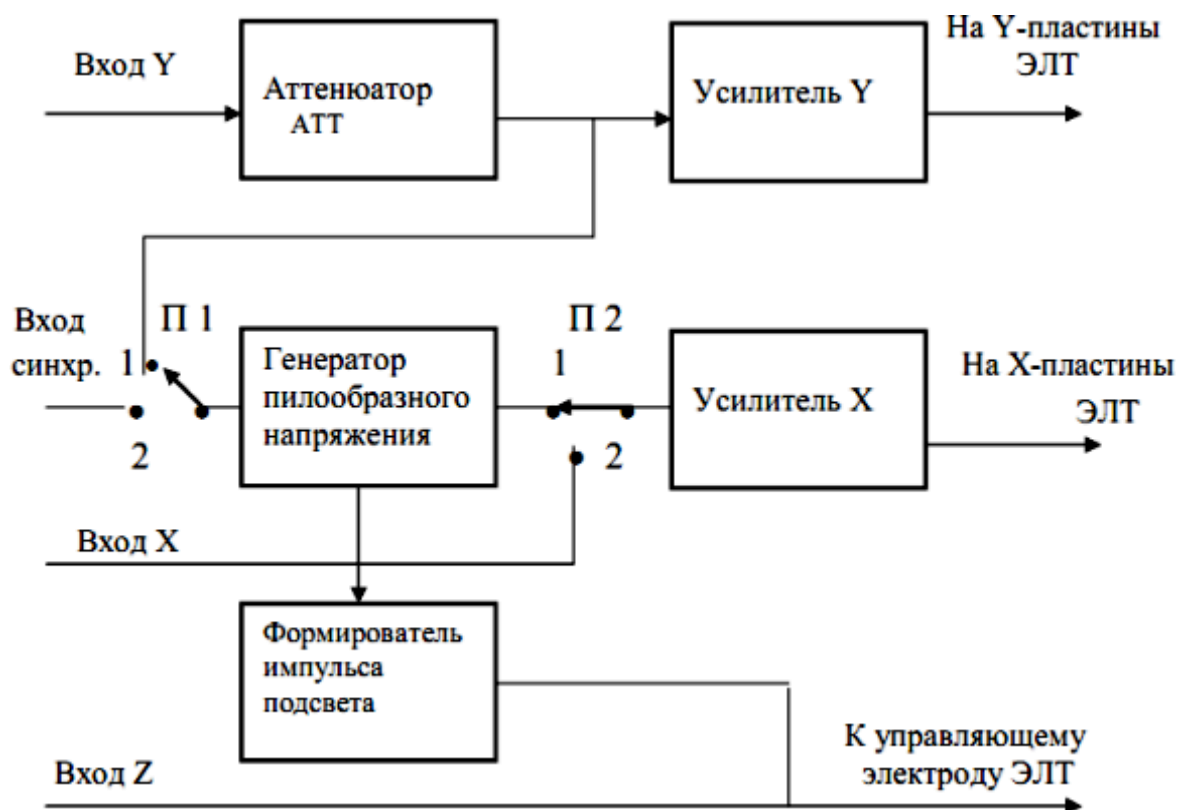 Вход Y
Аттенюатор
АТТ
Усилитель Y
На Y-пластины
ЭЛТ
Вход
синхр.
1
2
П 1
Генератор
пилообразного
напряжения
П 2
1
2
Усилитель X
На X-пластины
ЭЛТ
Вход X
Формирователь
импульса
подсвета
Вход Z
К управляющему
электроду ЭЛТ